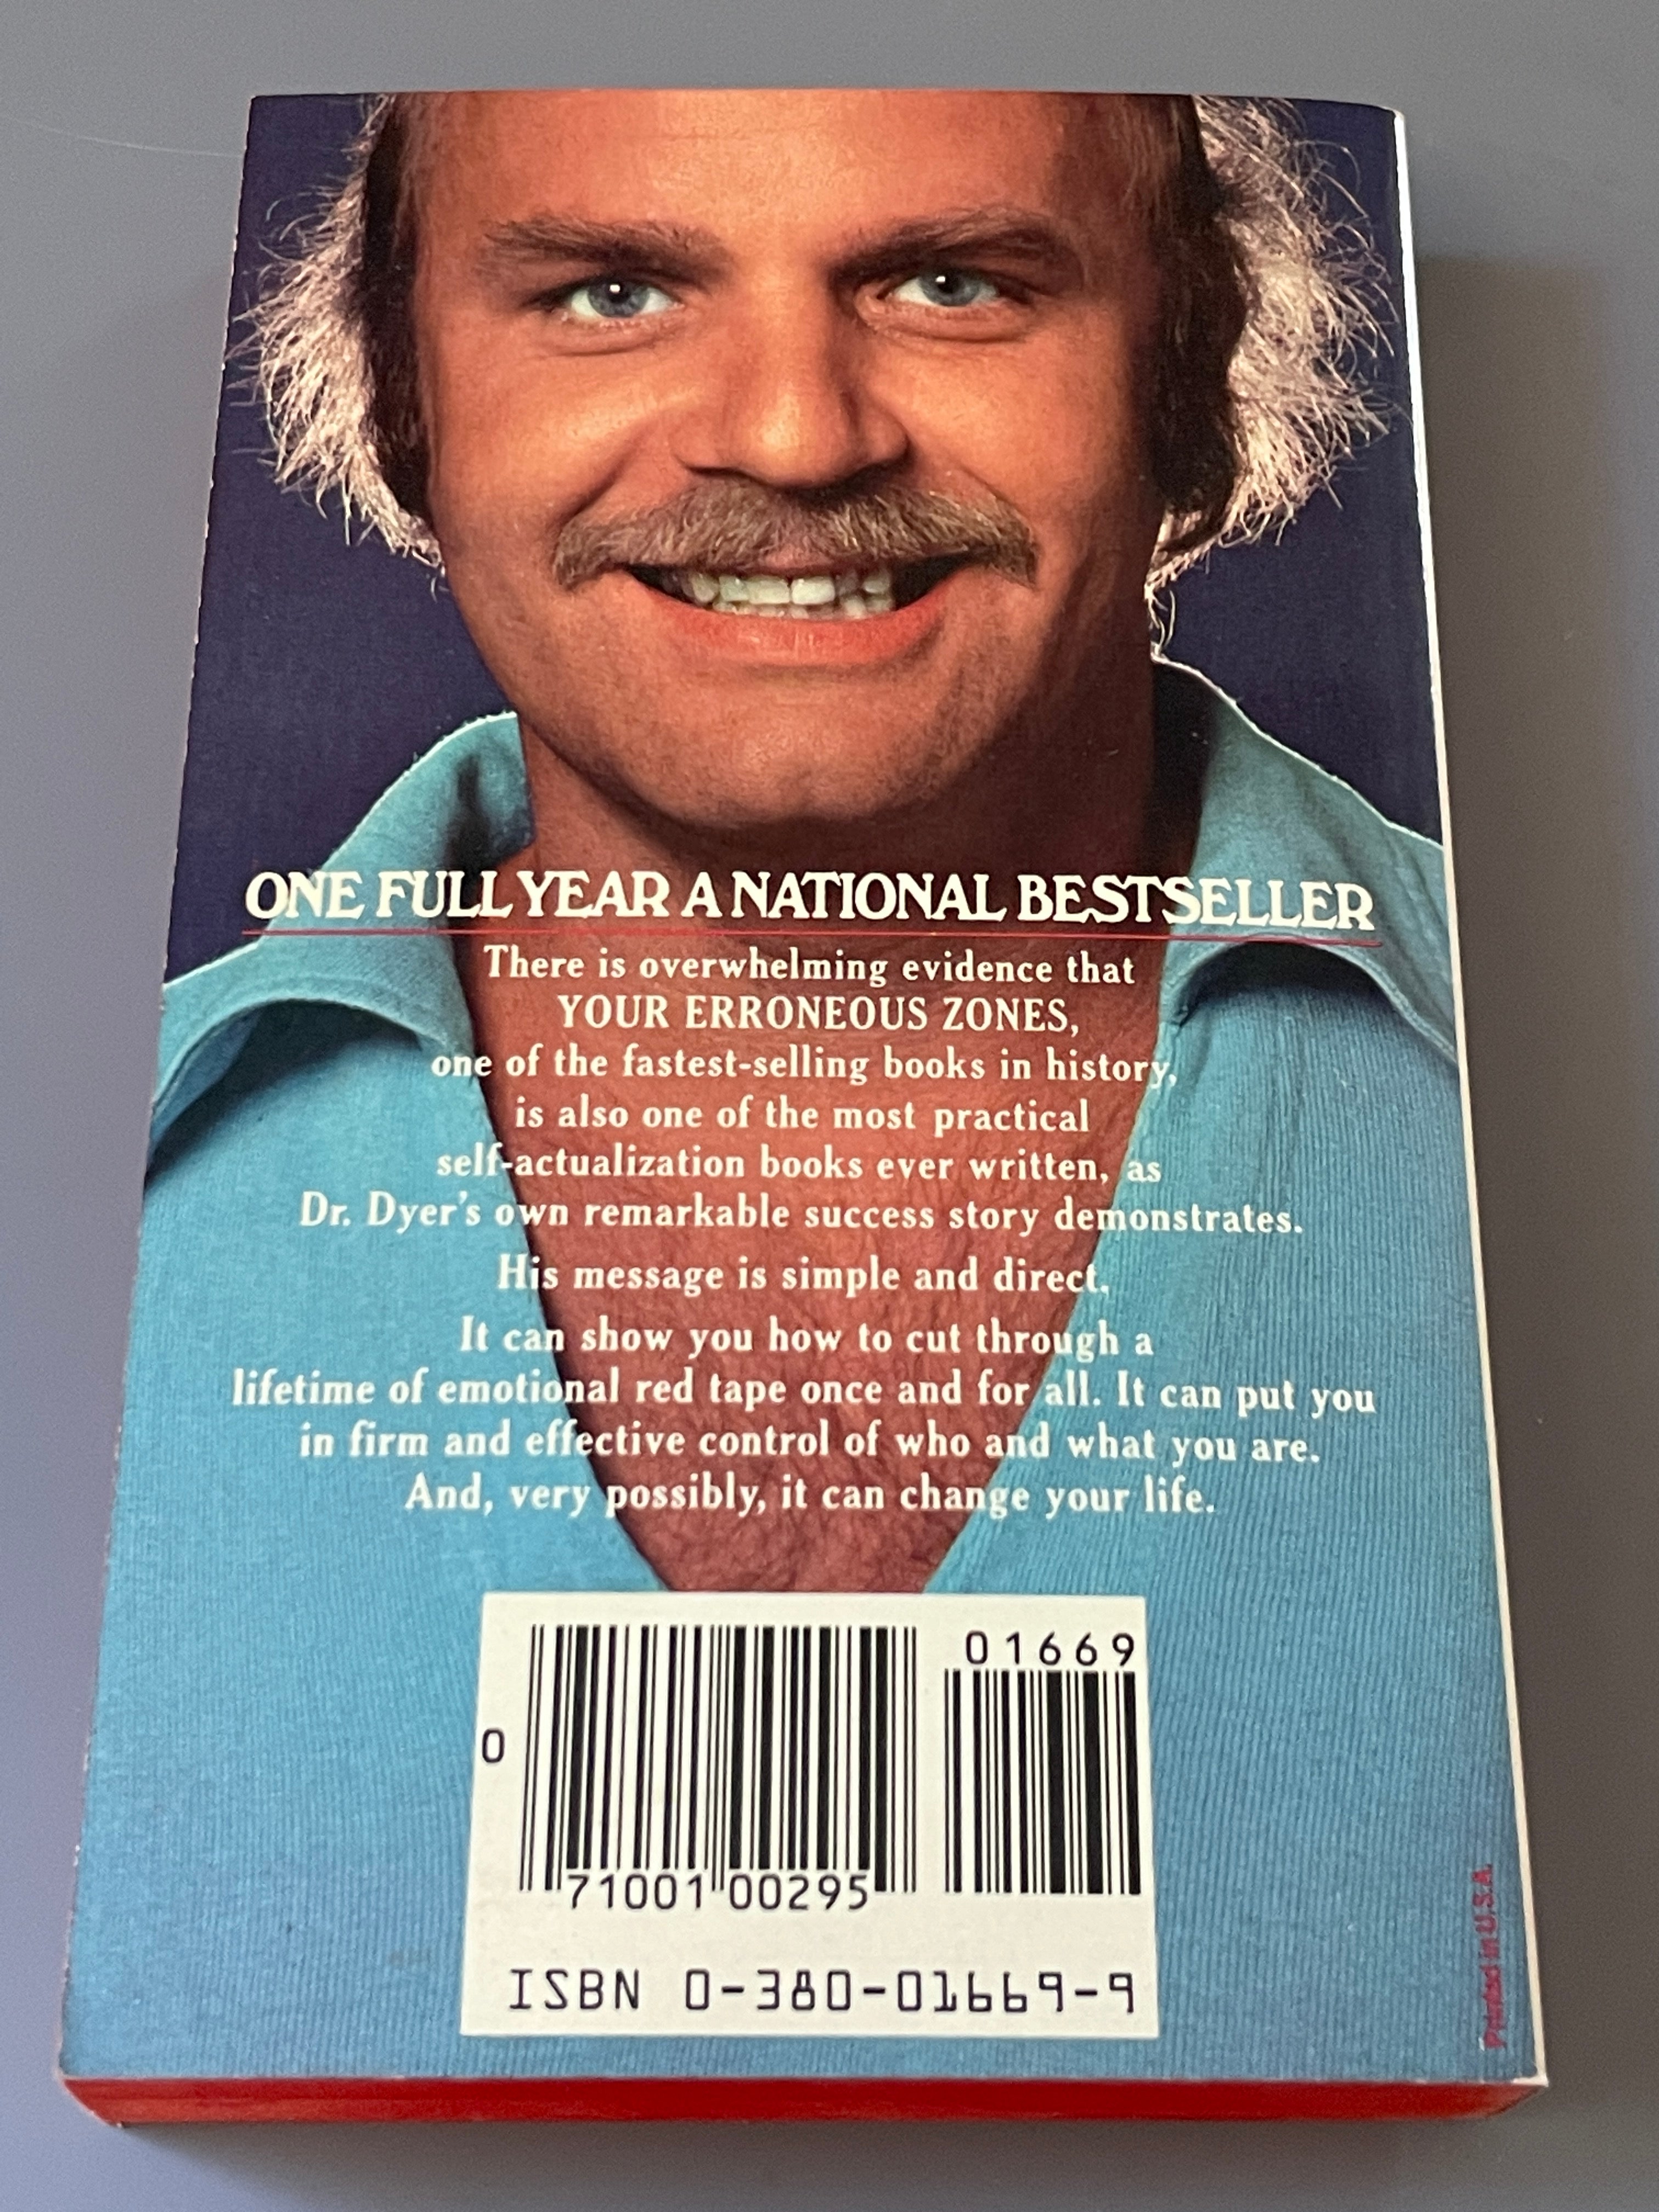 ONE FULL YEAR A NATIONAL BESTSELLER
There is overwhelming evidence that
YOUR ERRONEOUS ZONES,
one of the fastest-selling books in history,
is also one of the most practical
self-actualization books ever written, as
Dr. Dyer's own remarkable success story demonstrates.
His message is simple and direct.
It can show you how to cut through a
lifetime of emotional red tape once and for all. It can put you
in firm and effective control of who and what you are.
And, very possibly, it can change your life.
01669
0
71001 00295
ISBN 0-380-01669-9
Printed in U.S.A.